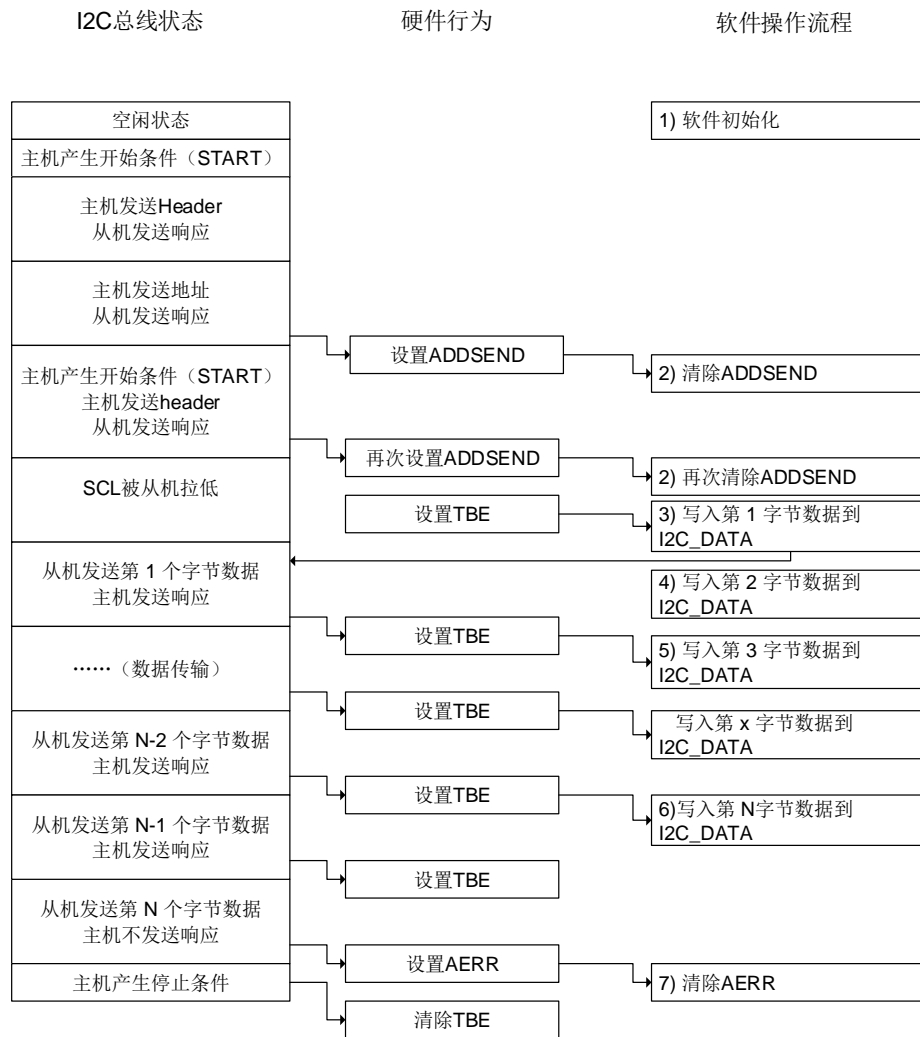 I2C总线状态
硬件行为
软件操作流程
空闲状态
1) 软件初始化
主机产生开始条件（START）
主机发送Header
从机发送响应
主机发送地址
从机发送响应
设置ADDSEND
2) 清除ADDSEND
主机产生开始条件（START）
主机发送header
从机发送响应
再次设置ADDSEND
2) 再次清除ADDSEND
SCL被从机拉低
设置TBE
3) 写入第 1 字节数据到
I2C_DATA
从机发送第 1 个字节数据
主机发送响应
4) 写入第 2 字节数据到
I2C_DATA
设置TBE
5) 写入第 3 字节数据到
I2C_DATA
……（数据传输）
设置TBE
写入第 x 字节数据到
I2C_DATA
从机发送第 N-2 个字节数据
主机发送响应
设置TBE
6)写入第 N字节数据到
I2C_DATA
从机发送第 N-1 个字节数据
主机发送响应
设置TBE
从机发送第 N 个字节数据
主机不发送响应
设置AERR
7) 清除AERR
主机产生停止条件
清除TBE